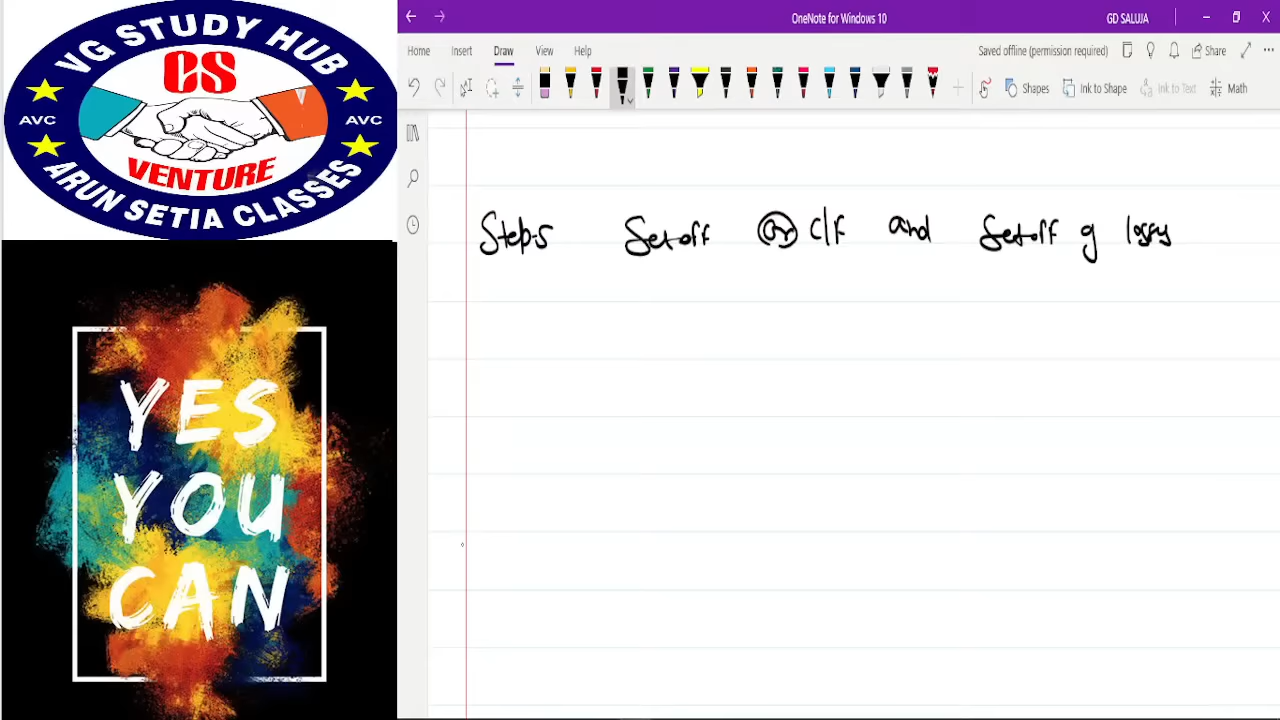 VG STUDY HUB
CS
AVC
AVC
VENTURE
ARUN SETIA CLASSES
YES
YOU
CAN
OneNote for Windows 10
GD SALUJA
Home Insert Draw View Help
Saved offline (permission required)
Share
Shapes
Ink to Shape
Ink to Text
Math
Steps Setoff or C/F and Setoff of losses